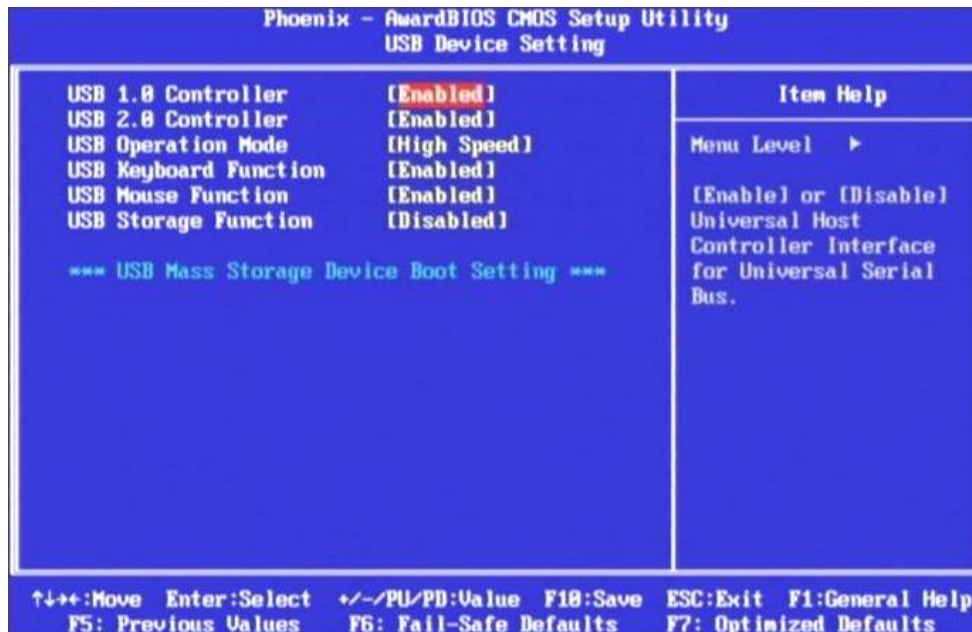 Phoenix - AwardBIOS CMOS Setup Utility
USB Device Setting
USB 1.0 Controller [Enabled]
USB 2.0 Controller [Enabled]
USB Operation Mode [High Speed]
USB Keyboard Function [Enabled]
USB Mouse Function [Enabled]
USB Storage Function [Disabled]
*** USB Mass Storage Device Boot Setting ***
Item Help
Menu Level ►
[Enable] or [Disable]
Universal Host
Controller Interface
for Universal Serial
Bus.
↑↓→←:Move Enter:Select +/-/PU/PD:Value F10:Save ESC:Exit F1:General Help
F5: Previous Values F6: Fail-Safe Defaults F7: Optimized Defaults